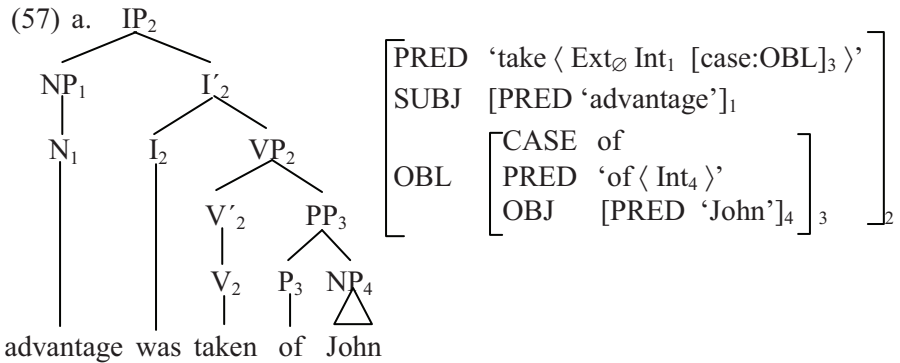 (57) a. IP₂
NP₁ I′₂
N₁ I₂ VP₂
V′₂ PP₃
V₂ P₃ NP₄
advantage was taken of John
PRED ‘take ⟨ Ext∅ Int₁ [case:OBL]₃ ⟩’
SUBJ [PRED ‘advantage’]₁
OBL
CASE of
PRED ‘of ⟨ Int₄ ⟩’
OBJ [PRED ‘John’]₄
3
2